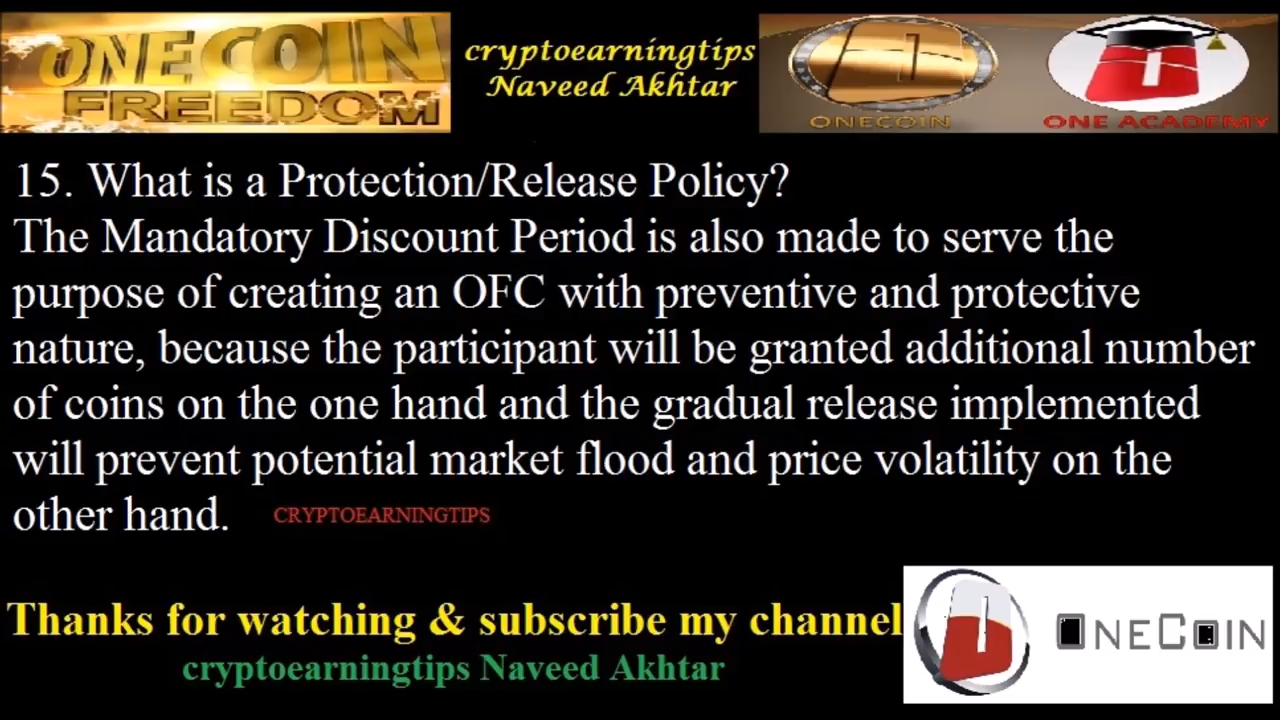 ONE COIN
FREEDOM
cryptoearningtips
Naveed Akhtar
ONECOIN
ONE ACADEMY
15. What is a Protection/Release Policy?
The Mandatory Discount Period is also made to serve the
purpose of creating an OFC with preventive and protective
nature, because the participant will be granted additional number
of coins on the one hand and the gradual release implemented
will prevent potential market flood and price volatility on the
other hand. CRYPTOEARNINGTIPS
Thanks for watching & subscribe my channel
cryptoearningtips Naveed Akhtar
ONECOIN